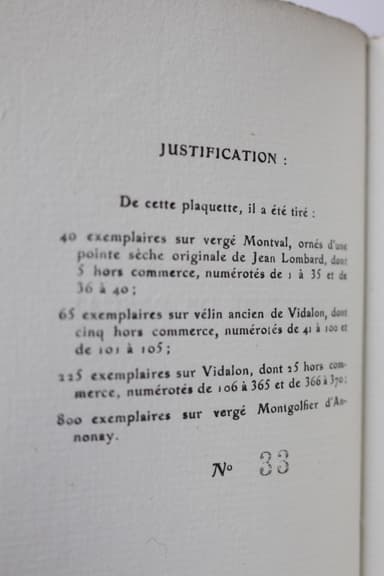 JUSTIFICATION :
De cette plaquette, il a été tiré :
40 exemplaires sur vergé Montval, ornés d'une
pointe sèche originale de Jean Lombard, dont
5 hors commerce, numérotés de 1 à 35 et de
36 à 40 ;
65 exemplaires sur vélin ancien de Vidalon, dont
cinq hors commerce, numérotés de 41 à 100 et
de 101 à 105 ;
225 exemplaires sur Vidalon, dont 25 hors com-
merce, numérotés de 106 à 365 et de 366 à 370 ;
800 exemplaires sur vergé Montgolfier d'An-
nonay.
No 33